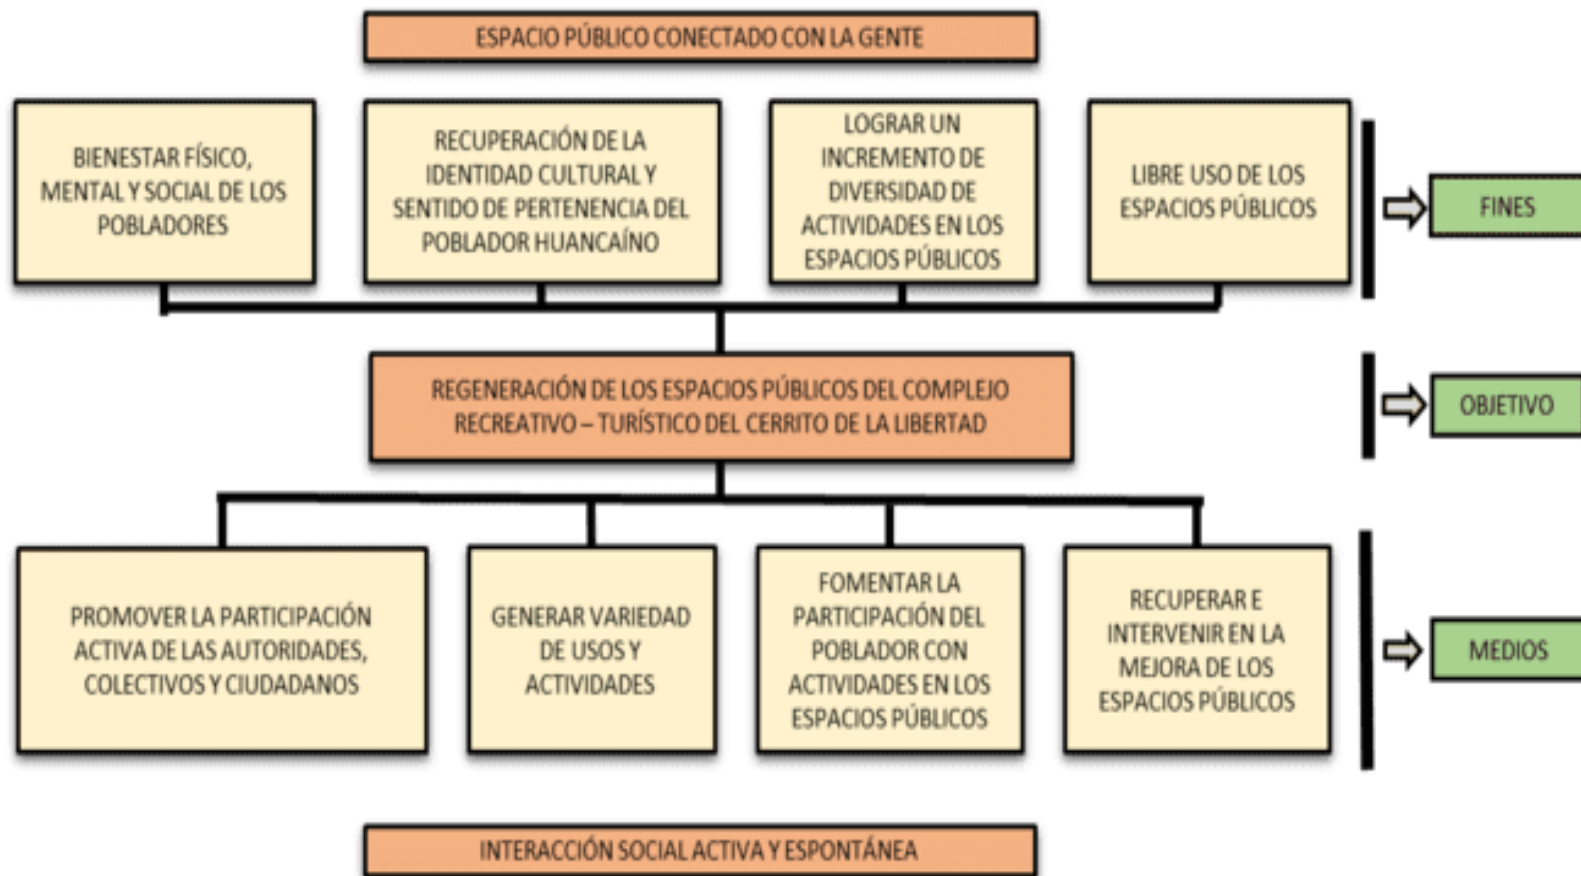 ESPACIO PÚBLICO CONECTADO CON LA GENTE
BIENESTAR FÍSICO,
MENTAL Y SOCIAL DE LOS
POBLADORES
RECUPERACIÓN DE LA
IDENTIDAD CULTURAL Y
SENTIDO DE PERTENENCIA DEL
POBLADOR HUANCAÍNO
LOGRAR UN
INCREMENTO DE
DIVERSIDAD DE
ACTIVIDADES EN LOS
ESPACIOS PÚBLICOS
LIBRE USO DE LOS
ESPACIOS PÚBLICOS
FINES
REGENERACIÓN DE LOS ESPACIOS PÚBLICOS DEL COMPLEJO
RECREATIVO – TURÍSTICO DEL CERRITO DE LA LIBERTAD
OBJETIVO
PROMOVER LA PARTICIPACIÓN
ACTIVA DE LAS AUTORIDADES,
COLECTIVOS Y CIUDADANOS
GENERAR VARIEDAD
DE USOS Y
ACTIVIDADES
FOMENTAR LA
PARTICIPACIÓN DEL
POBLADOR CON
ACTIVIDADES EN LOS
ESPACIOS PÚBLICOS
RECUPERAR E
INTERVENIR EN LA
MEJORA DE LOS
ESPACIOS PÚBLICOS
MEDIOS
INTERACCIÓN SOCIAL ACTIVA Y ESPONTÁNEA